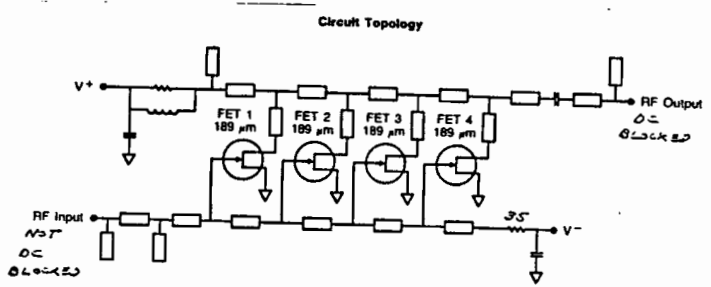 Circuit Topology
V+
FET 1
189 μm
FET 2
189 μm
FET 3
189 μm
FET 4
189 μm
RF Output
DC
BLOCKED
RF Input
NOT
DC
BLOCKED
35
V-